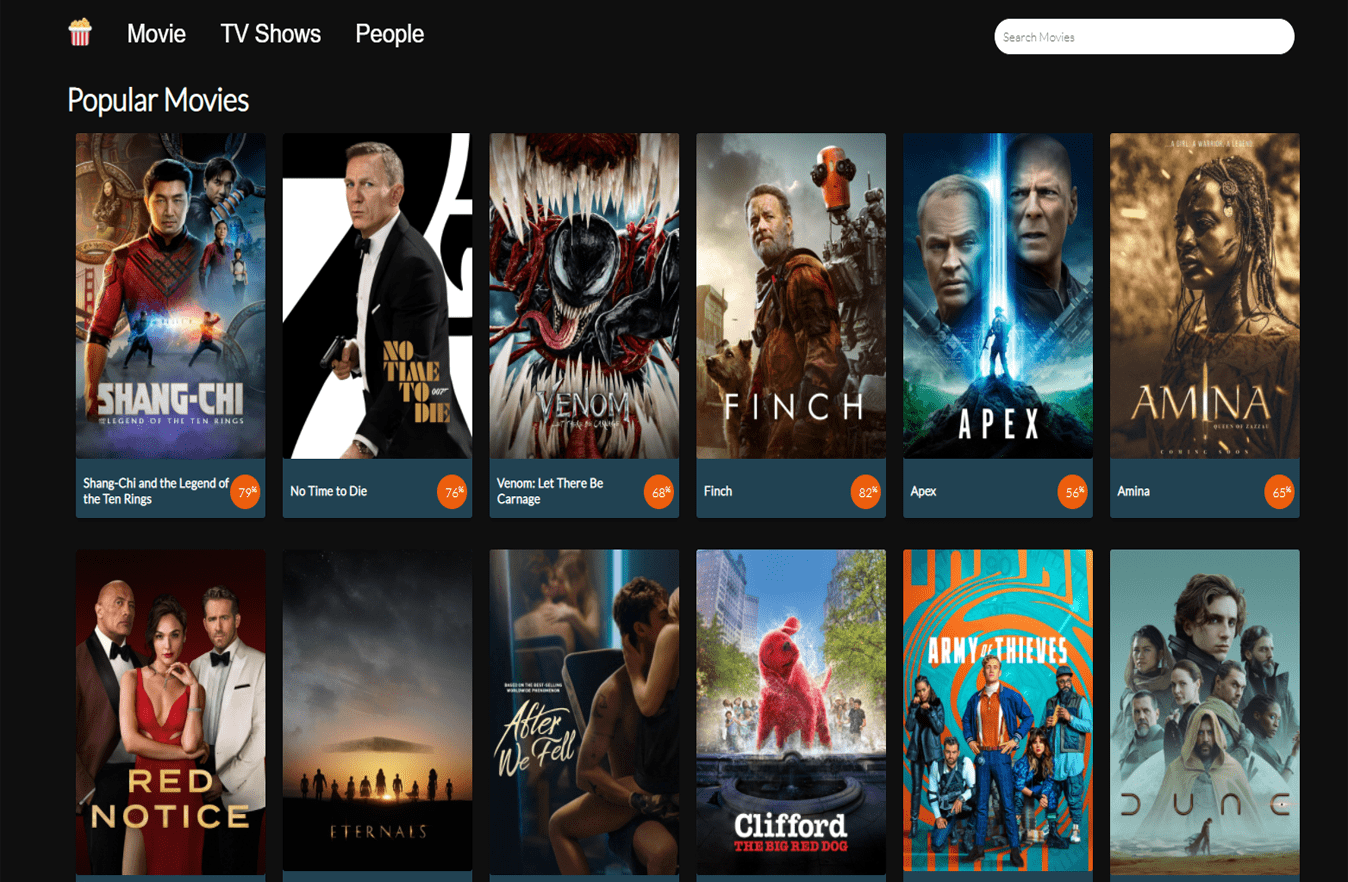 Movie
TV Shows
People
Search Movies
Popular Movies
SHANG-CHI
AND THE LEGEND OF THE TEN RINGS
NO
TIME
TO 007
DIE
VENOM
LET THERE BE CARNAGE
FINCH
APEX
...A GIRL. A WARRIOR. A LEGEND.
AMINA
QUEEN OF ZAZZAU
COMING SOON
Shang-Chi and the Legend of
the Ten Rings
79%
No Time to Die
76%
Venom: Let There Be
Carnage
68%
Finch
82%
Apex
56%
Amina
65%
RED
NOTICE
ETERNALS
BASED ON THE BEST-SELLING
WORLDWIDE PHENOMENON
After
We Fell
Clifford
THE BIG RED DOG
ARMY OF THIEVES
DUNE